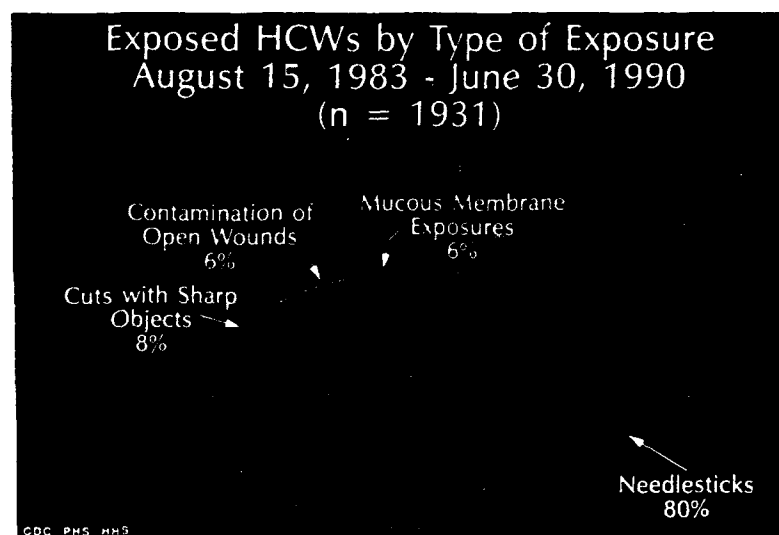 Exposed HCWs by Type of Exposure
August 15, 1983 - June 30, 1990
(n = 1931)
Contamination of
Open Wounds
6%
Mucous Membrane
Exposures
6%
Cuts with Sharp
Objects
8%
Needlesticks
80%
CDC PHS HHS